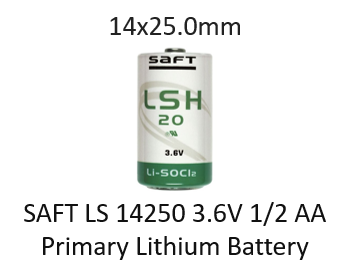 14x25.0mm
SAFT
LSH
20
3.6V
Li-SOCl2
SAFT LS 14250 3.6V 1/2 AA
Primary Lithium Battery